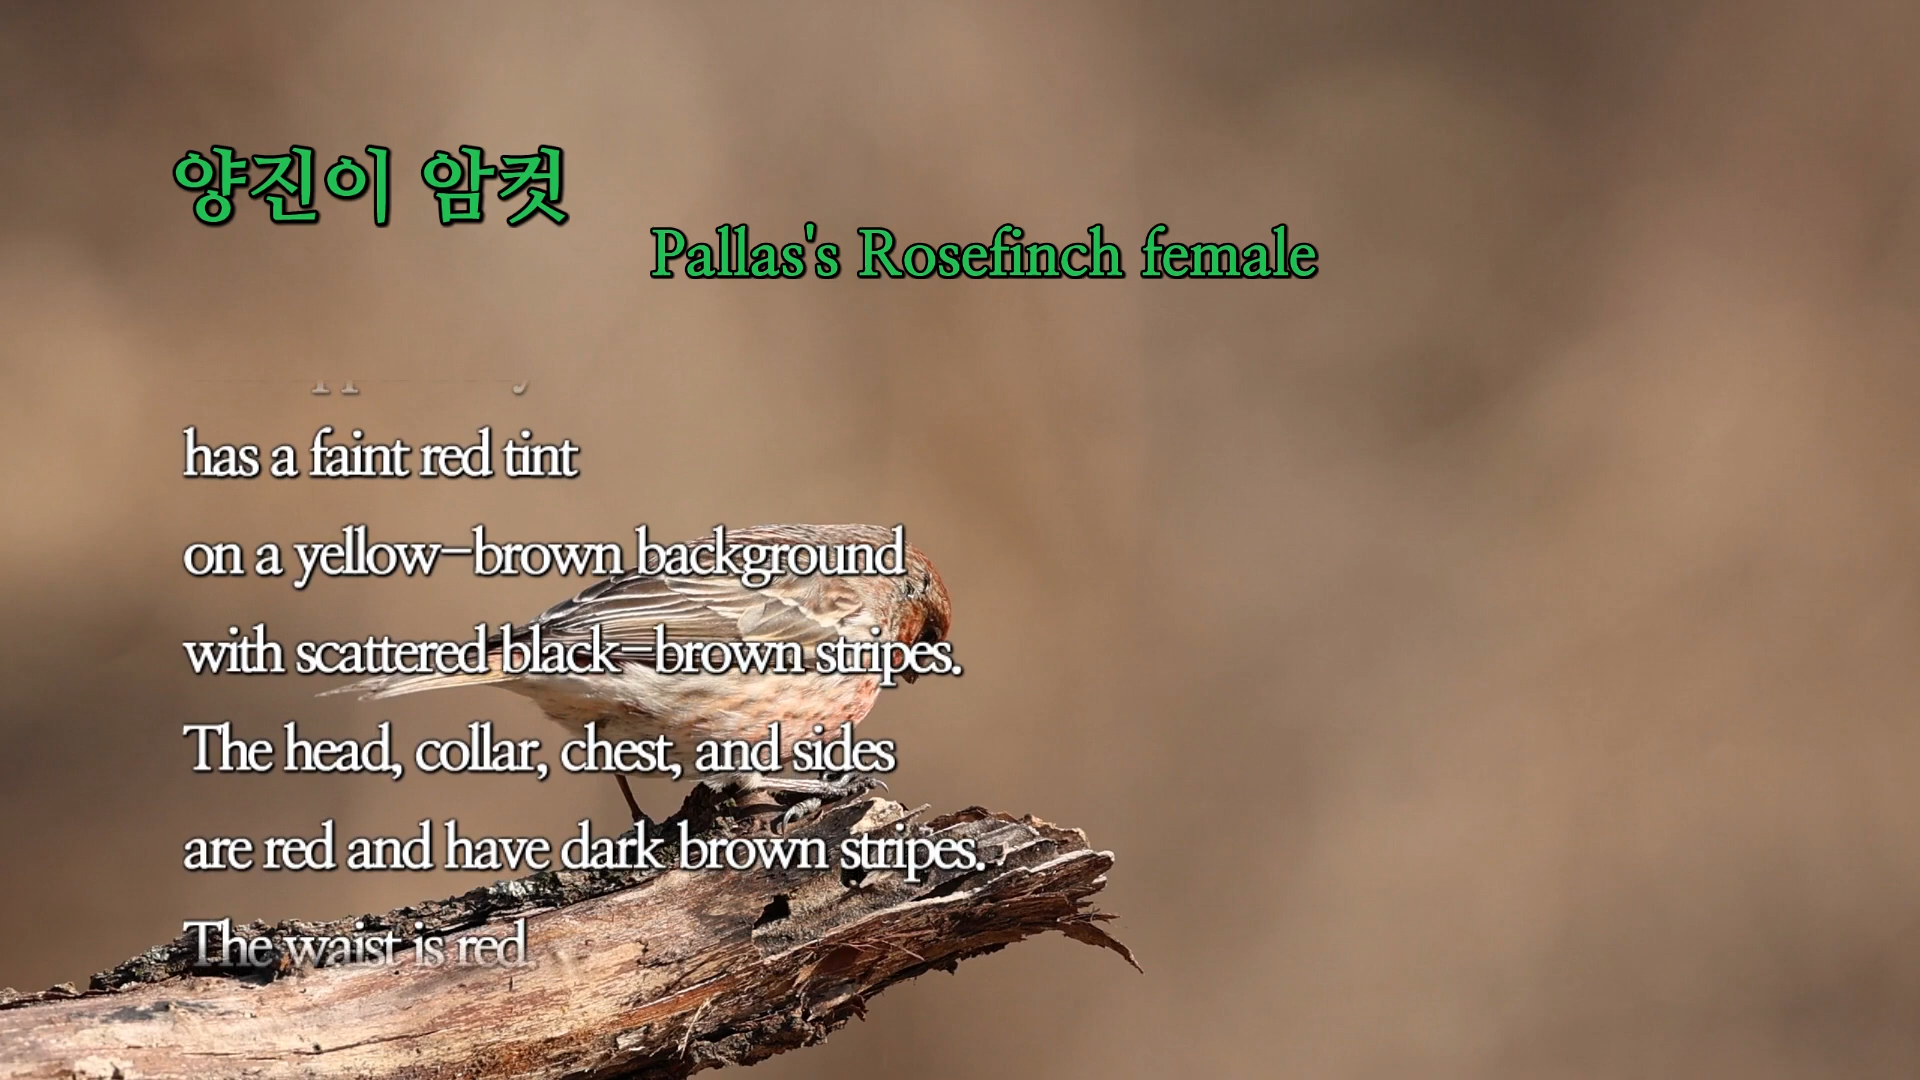 양진이 암컷
Pallas's Rosefinch female
has a faint red tint
on a yellow-brown background
with scattered black-brown stripes.
The head, collar, chest, and sides
are red and have dark brown stripes.
The waist is red.